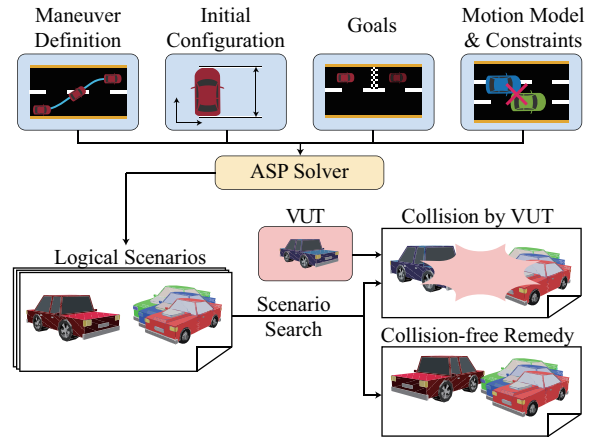 Maneuver
Definition
Initial
Configuration
Goals
Motion Model
& Constraints
ASP Solver
VUT
Collision by VUT
Logical Scenarios
Scenario
Search
Collision-free Remedy